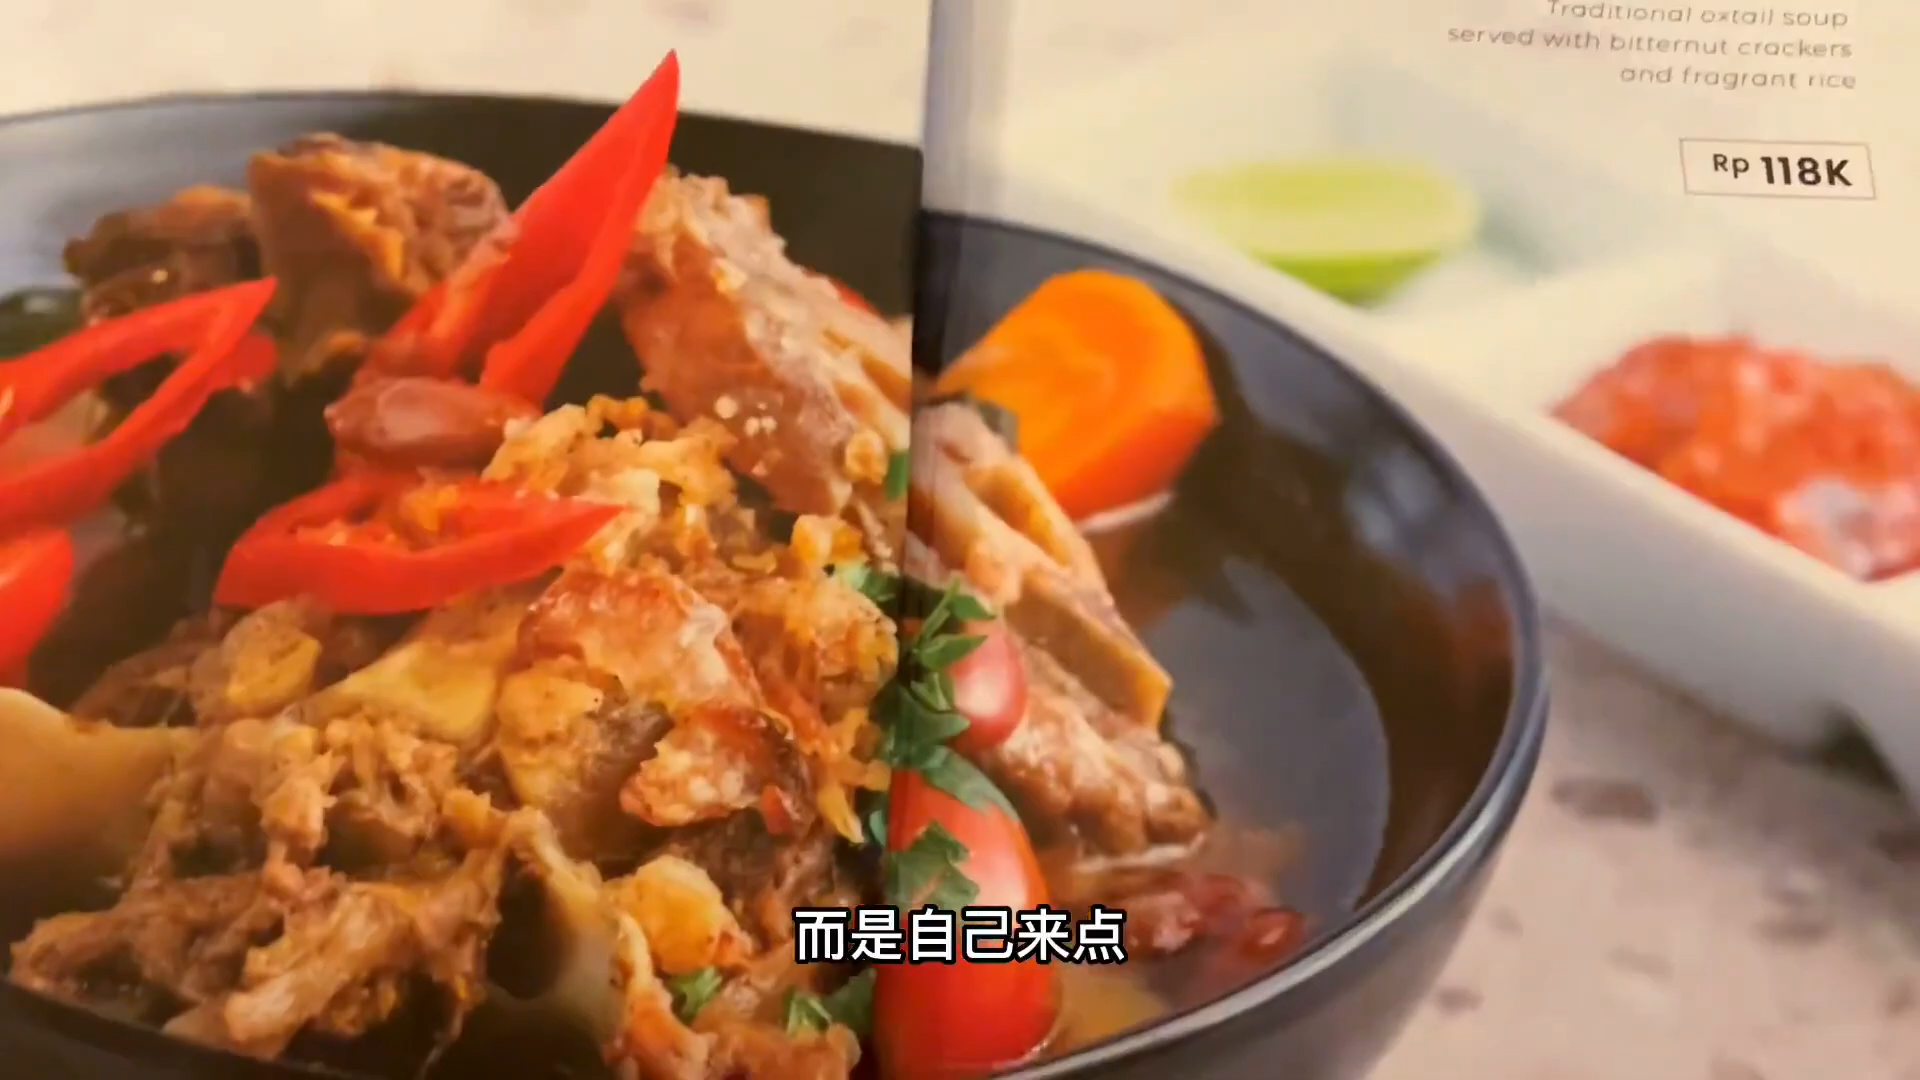 Traditional oxtail soup
served with bitternut crackers
and fragrant rice
Rp 118K
而是自己来点